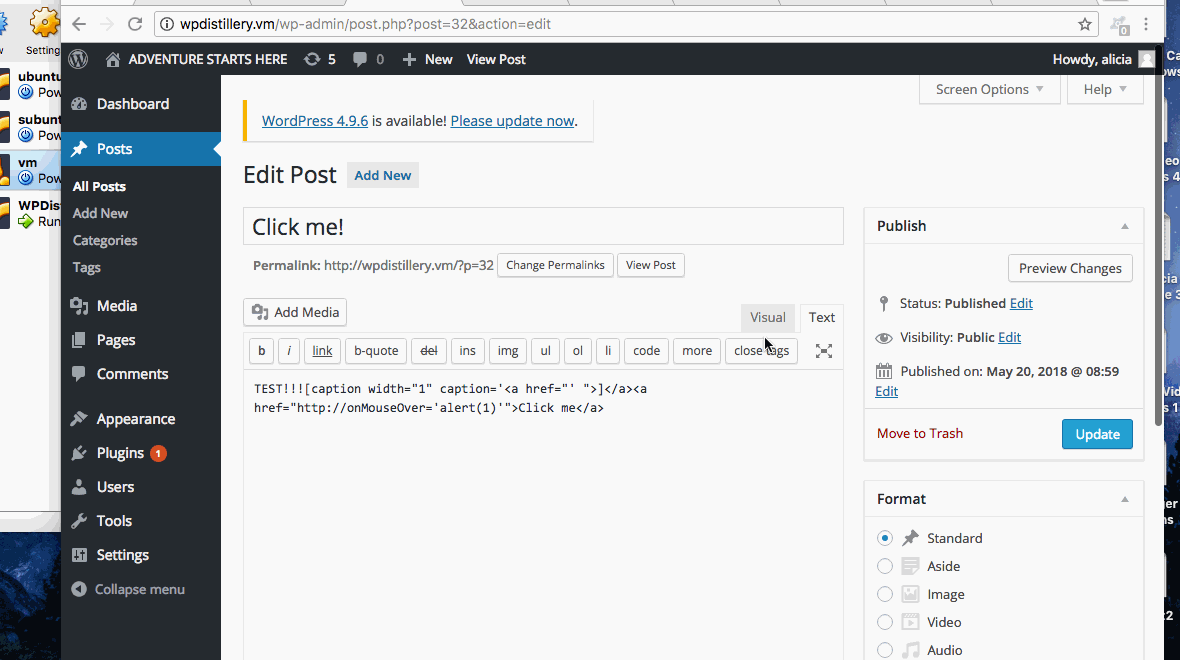 wpdistillery.vm/wp-admin/post.php?post=32&action=edit
0
ADVENTURE STARTS HERE 5 0 New View Post
Howdy, alicia
Setting
ubuntu
Pow
subunt
Pow
vm
Pow
WPDis
Run
Dashboard
Posts
All Posts
Add New
Categories
Tags
Media
Pages
Comments
Appearance
Plugins 1
Users
Tools
Settings
Collapse menu
Screen Options
Help
WordPress 4.9.6 is available! Please update now.
Edit Post Add New
Click me!
Permalink: http://wpdistillery.vm/?p=32 Change Permalinks View Post
Add Media
Visual Text
b i link b-quote del ins img ul ol li code more close tags
TEST!!![caption width="1" caption='<a href="' ">]</a><a
href="http://onMouseOver='alert(1)'">Click me</a>
Publish
Preview Changes
Status: Published Edit
Visibility: Public Edit
Published on: May 20, 2018 @ 08:59
Edit
Move to Trash Update
Format
Standard
Aside
Image
Video
Audio